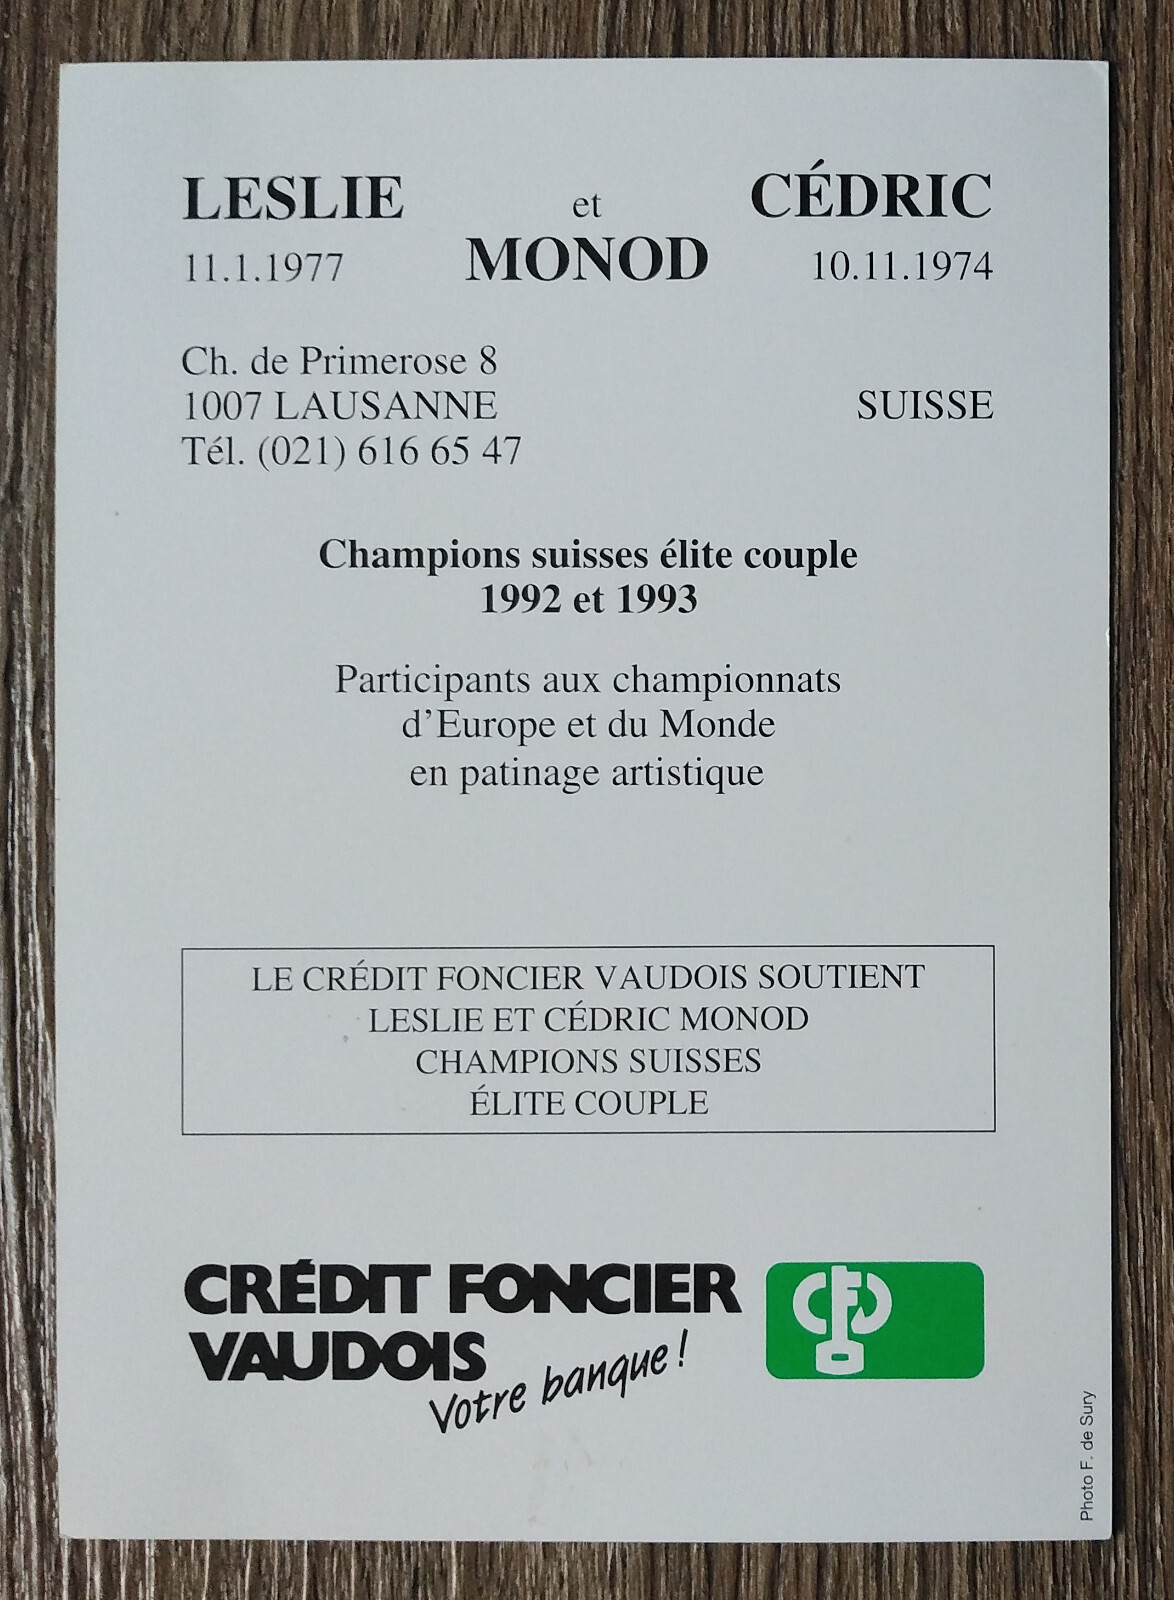 LESLIE et CÉDRIC
11.1.1977 MONOD 10.11.1974
Ch. de Primerose 8
1007 LAUSANNE SUISSE
Tél. (021) 616 65 47
Champions suisses élite couple
1992 et 1993
Participants aux championnats
d'Europe et du Monde
en patinage artistique
LE CRÉDIT FONCIER VAUDOIS SOUTIENT
LESLIE ET CÉDRIC MONOD
CHAMPIONS SUISSES
ÉLITE COUPLE
CRÉDIT FONCIER
VAUDOIS
Votre banque !
CFV
Photo F. de Sury